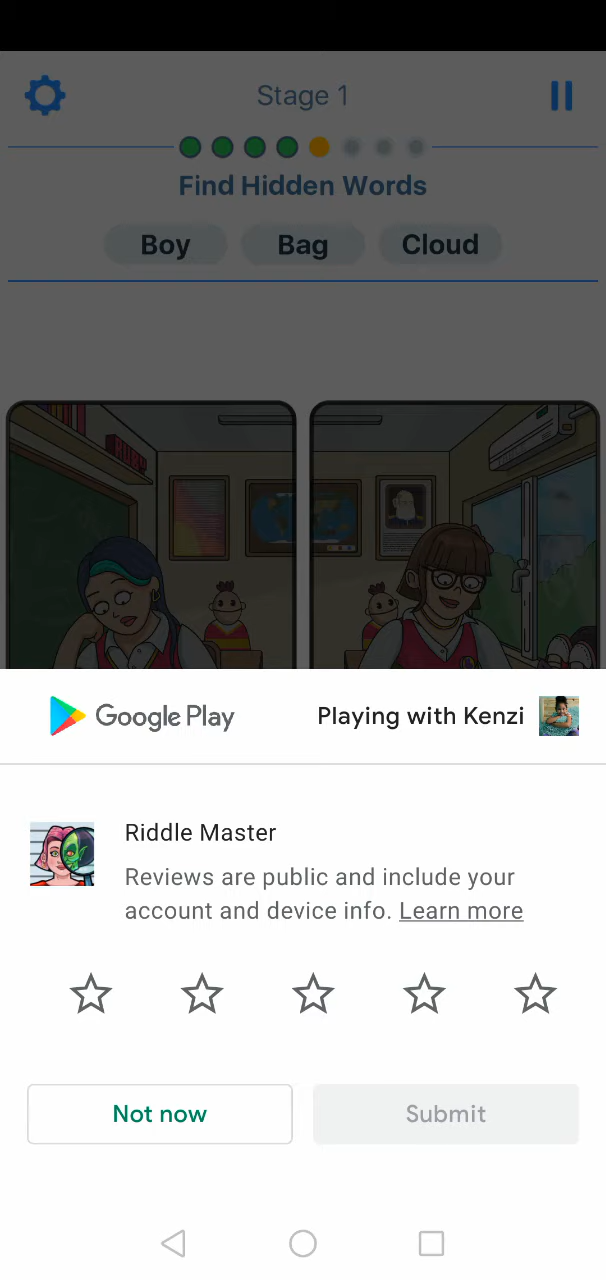 Stage 1
Find Hidden Words
Boy Bag Cloud
RUBY
Google Play Playing with Kenzi
Riddle Master
Reviews are public and include your
account and device info. Learn more
Not now Submit